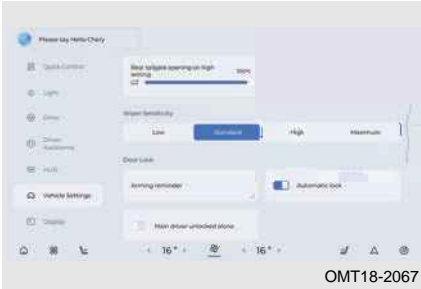 Please say Hello Chery
Quick Control
Light
Drive
Driver
Assistance
HUD
Vehicle Settings
Display
Rear tailgate opening on high
setting
100%
Wiper Sensitivity
Low
Standard
High
Maximum
Door Lock
Arming reminder
Automatic lock
Main driver unlocked alone
16°
16°
OMT18-2067